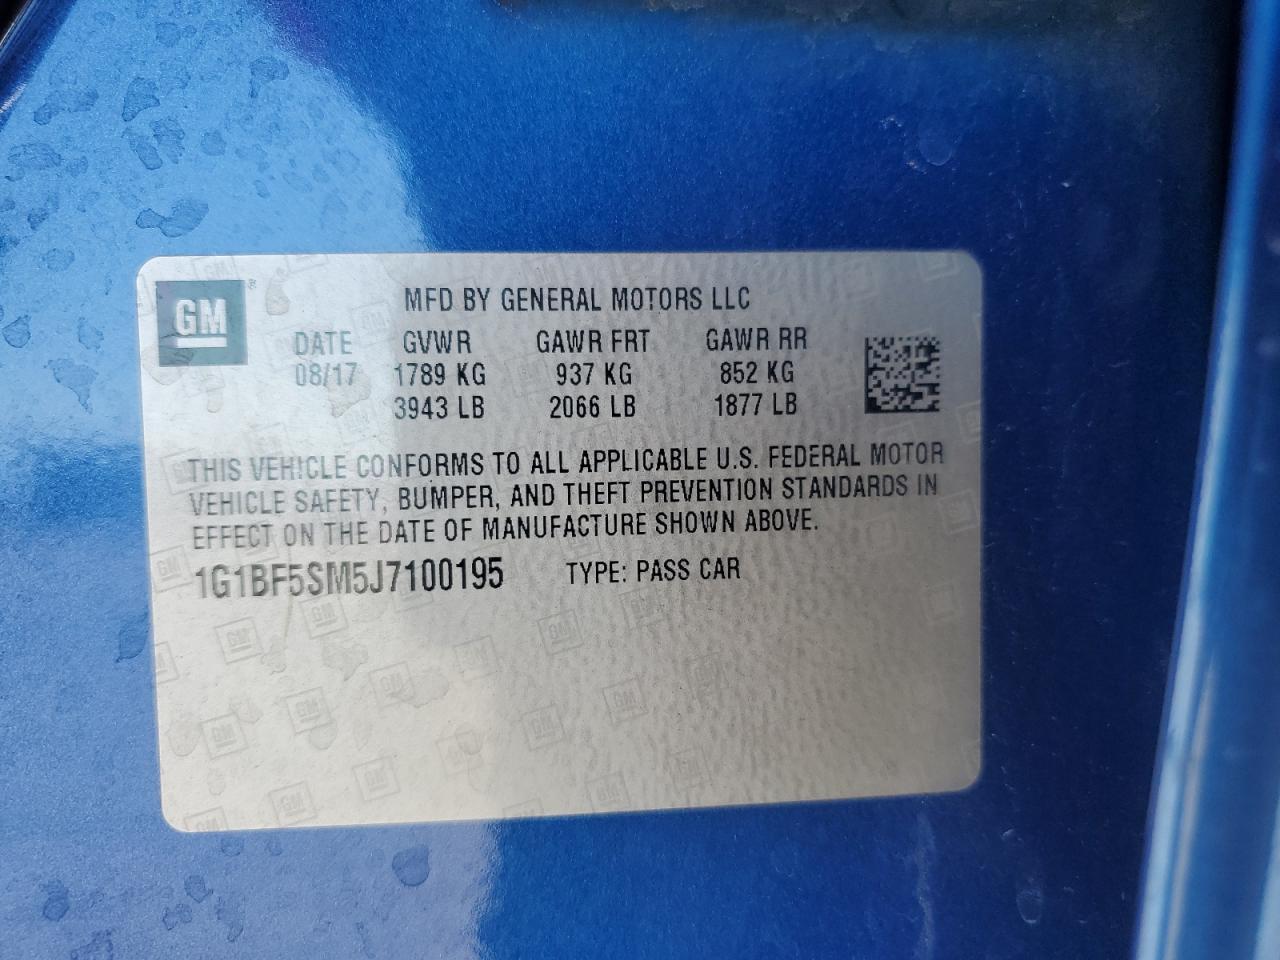 GM
MFD BY GENERAL MOTORS LLC
DATE GVWR GAWR FRT GAWR RR
08/17 1789 KG 937 KG 852 KG
3943 LB 2066 LB 1877 LB
THIS VEHICLE CONFORMS TO ALL APPLICABLE U.S. FEDERAL MOTOR
VEHICLE SAFETY, BUMPER, AND THEFT PREVENTION STANDARDS IN
EFFECT ON THE DATE OF MANUFACTURE SHOWN ABOVE.
1G1BF5SM5J7100195 TYPE: PASS CAR